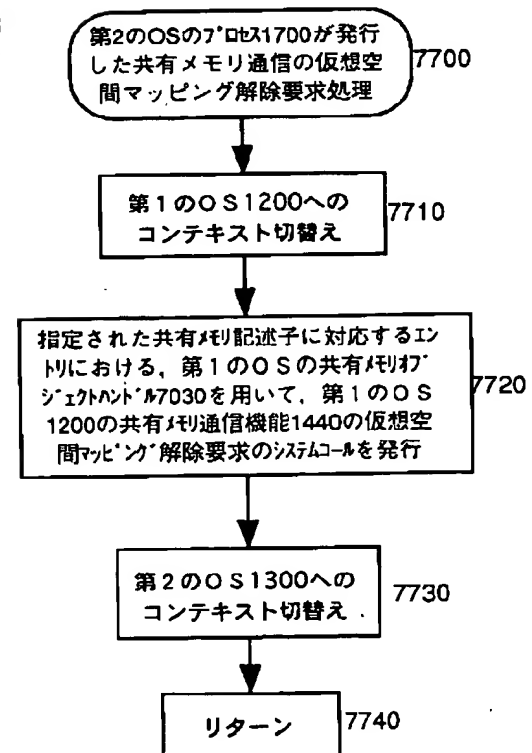 第2のOSのﾌﾟﾛｾｽ1700が発行
した共有メモリ通信の仮想空
間マッピング解除要求処理
7700
第1のOS1200への
コンテキスト切替え
7710
指定された共有ﾒﾓﾘ記述子に対応するｴﾝ
ﾄﾘにおける，第1のOSの共有ﾒﾓﾘｵﾌﾞ
ｼﾞｪｸﾄﾊﾝﾄﾞﾙ7030を用いて，第1のOS
1200の共有ﾒﾓﾘ通信機能1440の仮想空
間ﾏｯﾋﾟﾝｸﾞ解除要求のｼｽﾃﾑｺｰﾙを発行
7720
第2のOS1300への
コンテキスト切替え
7730
リターン
7740